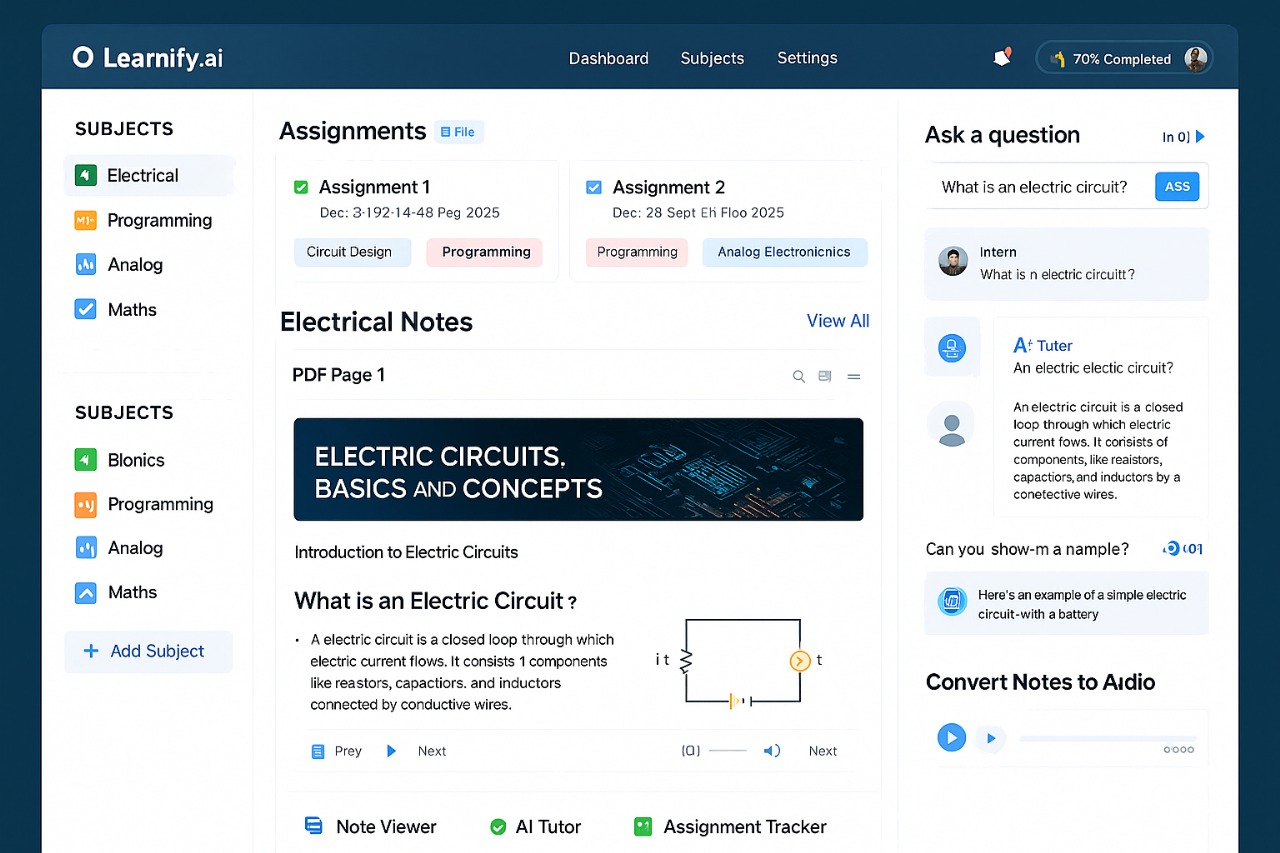 Learnify.ai
Dashboard
Subjects
Settings
70% Completed
SUBJECTS
Electrical
Programming
Analog
Maths
SUBJECTS
Blonics
Programming
Analog
Maths
+ Add Subject
Assignments
File
Assignment 1
Dec: 3-192-14-48 Peg 2025
Circuit Design
Programming
Assignment 2
Dec: 28 Sept Eh Floo 2025
Programming
Analog Electronicnics
Electrical Notes
View All
PDF Page 1
ELECTRIC CIRCUITS,
BASICS AND CONCEPTS
Introduction to Electric Circuits
What is an Electric Circuit ?
• A electric circuit is a closed loop through which
electric current flows. It consists 1 components
like reastors, capactiors. and inductors
connected by conductive wires.
i t
t
Prey
Next
(0)
Next
Note Viewer
AI Tutor
Assignment Tracker
Ask a question
In 0)
What is an electric circuit?
ASS
Intern
What is n electric circuitt?
Tuter
An electric electic circuit?
An electric circuit is a closed
loop through which electric
current flows. It corisists of
components, like reaistors,
capactiors, and inductors by a
conetective wires.
Can you show-m a nample?
Here's an example of a simple electric
circuit-with a battery
Convert Notes to Audio
0:000